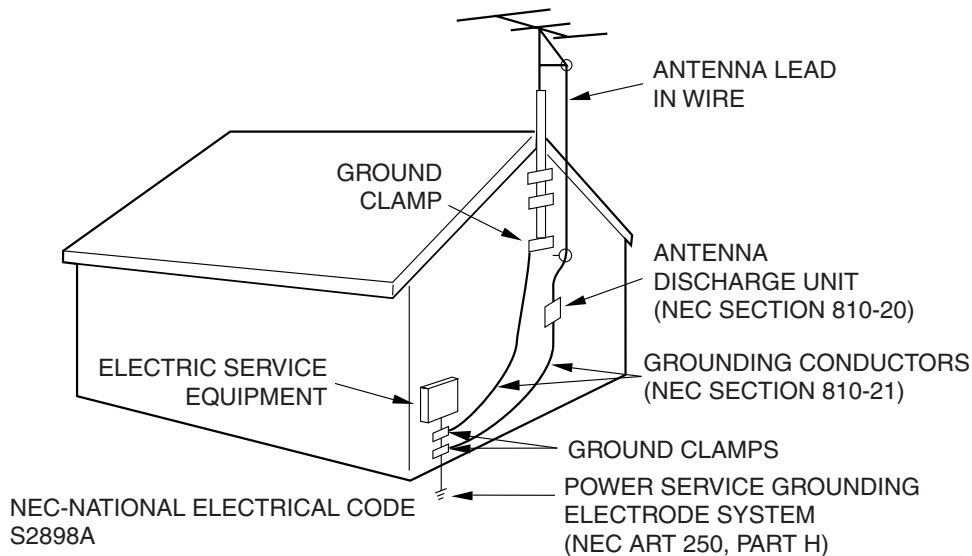 ANTENNA LEAD
IN WIRE
GROUND
CLAMP
ANTENNA
DISCHARGE UNIT
(NEC SECTION 810-20)
ELECTRIC SERVICE
EQUIPMENT
GROUNDING CONDUCTORS
(NEC SECTION 810-21)
GROUND CLAMPS
POWER SERVICE GROUNDING
ELECTRODE SYSTEM
(NEC ART 250, PART H)
NEC-NATIONAL ELECTRICAL CODE
S2898A